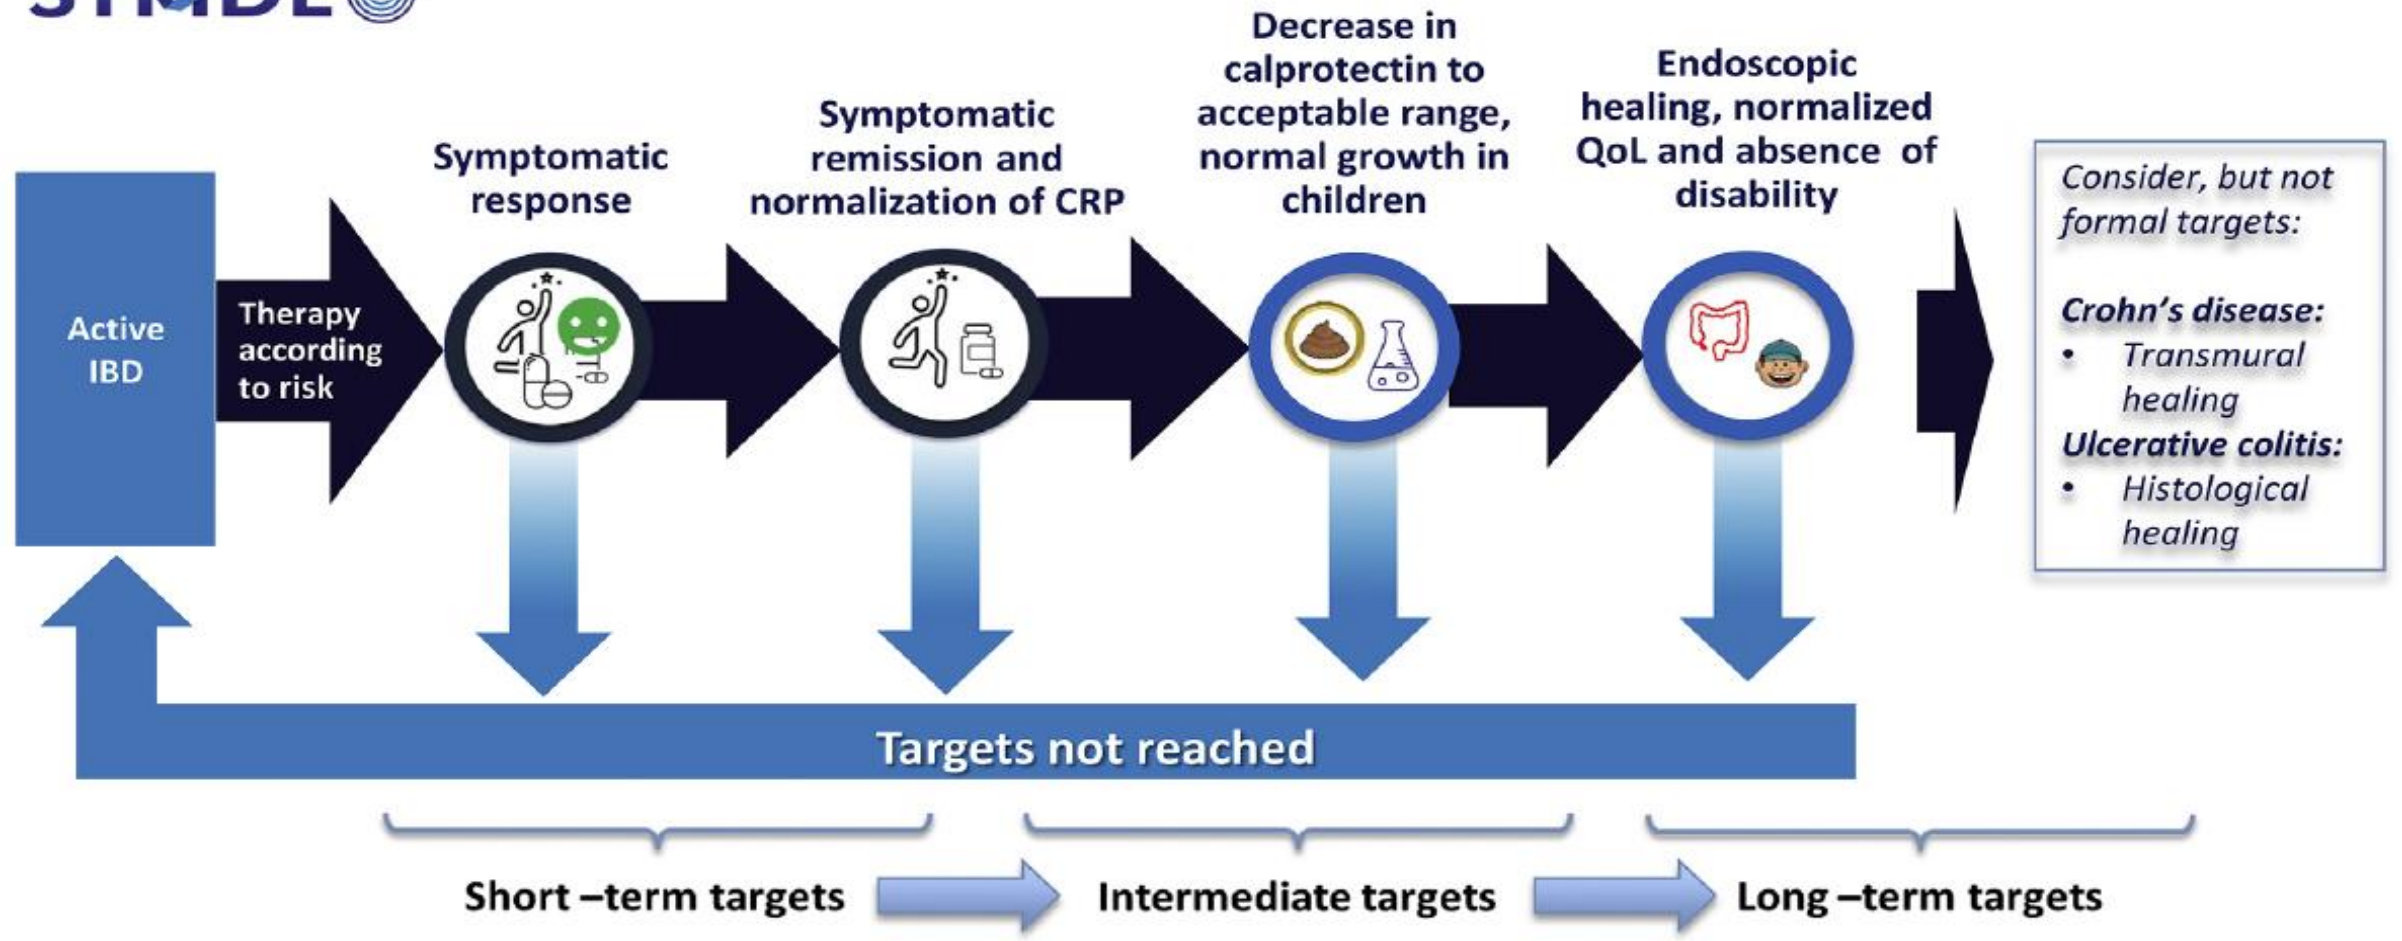 Active
IBD
Therapy
according
to risk
Symptomatic
response
Symptomatic
remission and
normalization of CRP
Decrease in
calprotectin to
acceptable range,
normal growth in
children
Endoscopic
healing, normalized
QoL and absence of
disability
Consider, but not
formal targets:
Crohn's disease:
• Transmural
healing
Ulcerative colitis:
• Histological
healing
Targets not reached
Short –term targets
Intermediate targets
Long –term targets